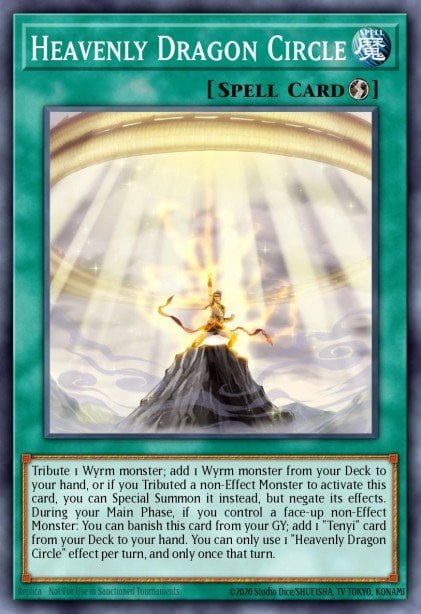 HEAVENLY DRAGON CIRCLE
SPELL
魔
[SPELL CARD]
Tribute 1 Wyrm monster; add 1 Wyrm monster from your Deck to
your hand, or if you Tributed a non-Effect Monster to activate this
card, you can Special Summon it instead, but negate its effects.
During your Main Phase, if you control a face-up non-Effect
Monster: You can banish this card from your GY; add 1 "Tenyi" card
from your Deck to your hand. You can only use 1 "Heavenly Dragon
Circle" effect per turn, and only once that turn.
Replica - Not For Use in Sanctioned Tournaments
©2020 Studio Dice/SHUEISHA, TV TOKYO, KONAMI